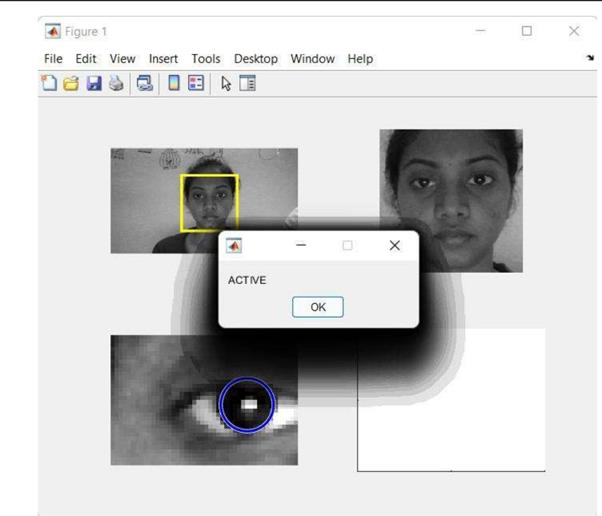 Figure 1
File Edit View Insert Tools Desktop Window Help
ACTIVE
OK